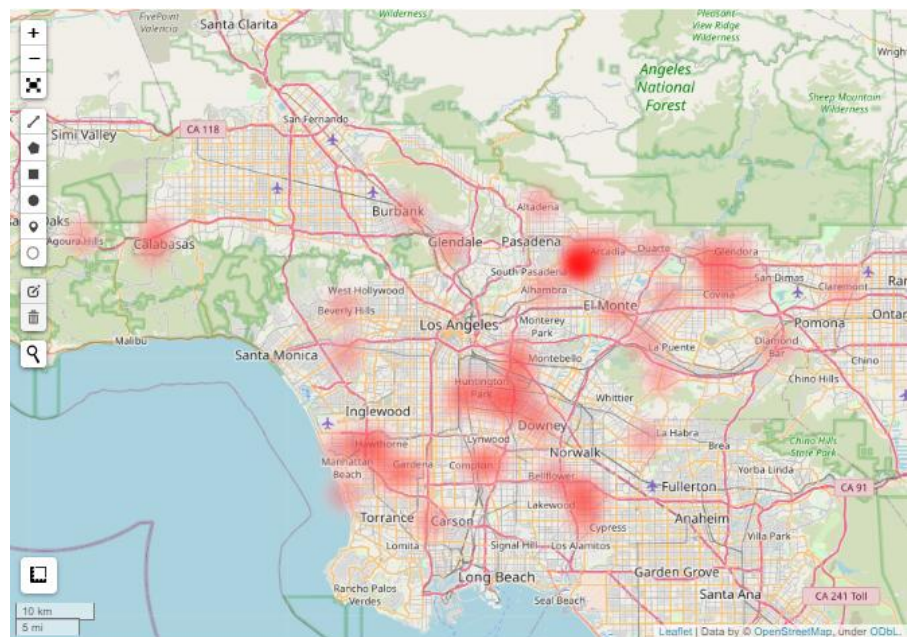 FivePoint
Valencia
Santa Clarita
Wilderness
Pleasant
View Ridge
Wilderness
Angeles
National
Forest
Sheep Mountain
Wilderness
San Fernando
CA 118
Simi Valley
Burbank
Altadena
Oaks
Agoura Hills
Calabasas
Glendale
Pasadena
Arcadia
Duarte
Glendora
South Pasadena
San Dimas
Alhambra
Claremont
West Hollywood
Beverly Hills
El-Monte
Covina
Los Angeles
Monterey
Park
Pomona
Ontar
Malibu
Santa Monica
Montebello
La Puente
Diamond
Bar
Chino
Huntington
Park
Whittier
Chino Hills
Inglewood
Downey
La Habra
Brea
Chino Hills
State Park
Hawthorne
Lynwood
Norwalk
Manhattan
Beach
Gardena
Compton
Bellflower
Yorba Linda
Fullerton
CA 91
Torrance
Carson
Lakewood
Cypress
Anaheim
Villa Park
Lomita
Signal Hill
Los Alamitos
Rancho Palos
Verdes
Long Beach
Seal Beach
Garden Grove
Santa Ana
CA 241 Toll
10 km
5 mi
Leaflet | Data by © OpenStreetMap, under ODbL.